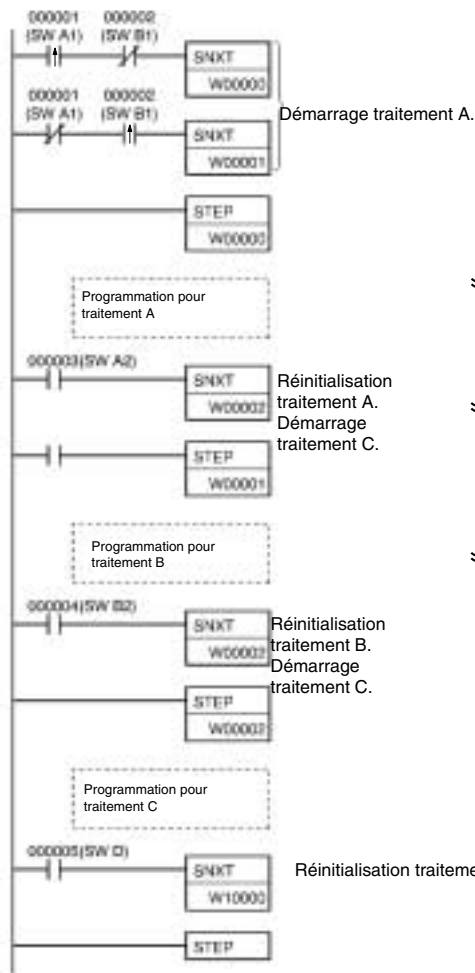 000001 000002
(SW A1) (SW B1)
SNXT
W00000
Démarrage traitement A.
000001 000002
(SW A1) (SW B1)
SNXT
W00001
STEP
W00000
Programmation pour
traitement A
000003(SW A2)
SNXT
W00002
Réinitialisation
traitement A.
Démarrage
traitement C.
STEP
W00001
Programmation pour
traitement B
000004(SW B2)
SNXT
W00002
Réinitialisation
traitement B.
Démarrage
traitement C.
STEP
W00002
Programmation pour
traitement C
000005(SW D)
SNXT
W10000
Réinitialisation traiteme
STEP